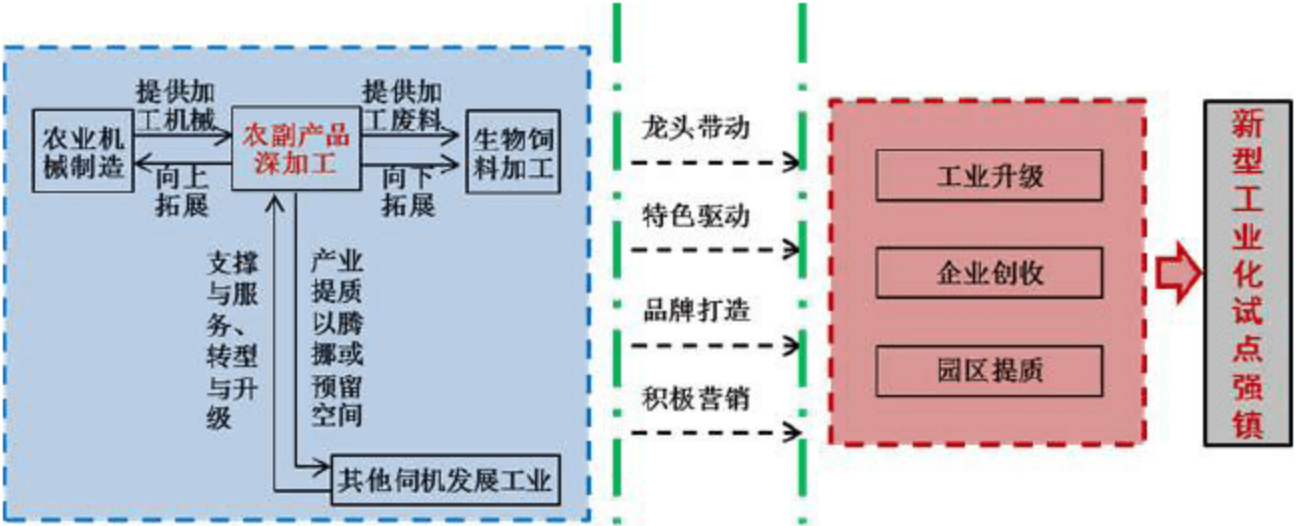 提供加
工机械
提供加
工废料
农业机
械制造
农副产品
深加工
生物饲
料加工
向上
拓展
向下
拓展
支撑
与服
务、
转型
与升
级
产业
提质
以腾
挪或
预留
空间
其他伺机发展工业
龙头带动
特色驱动
品牌打造
积极营销
工业升级
企业创收
园区提质
新
型
工
业
化
试
点
强
镇